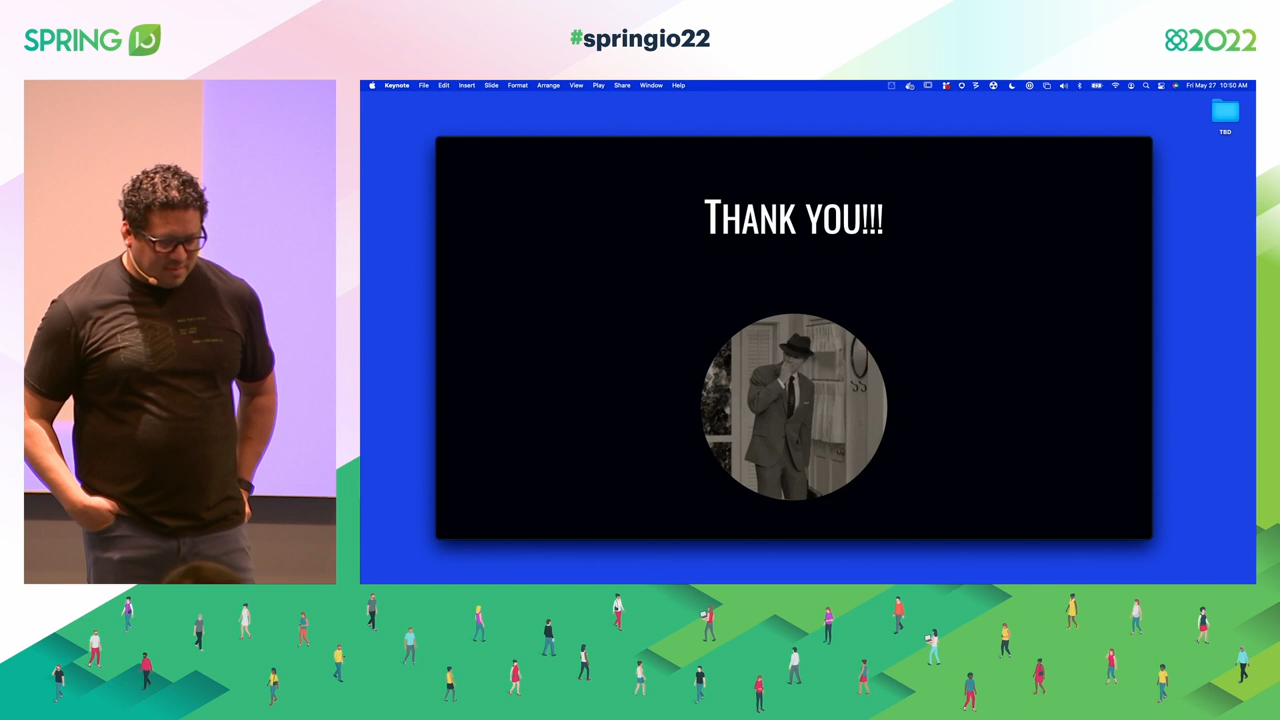 SPRING IO
#springio22
2022
Keynote File Edit Insert Slide Format Arrange View Play Share Window Help
Fri May 27 10:50 AM
TBD
THANK YOU!!!